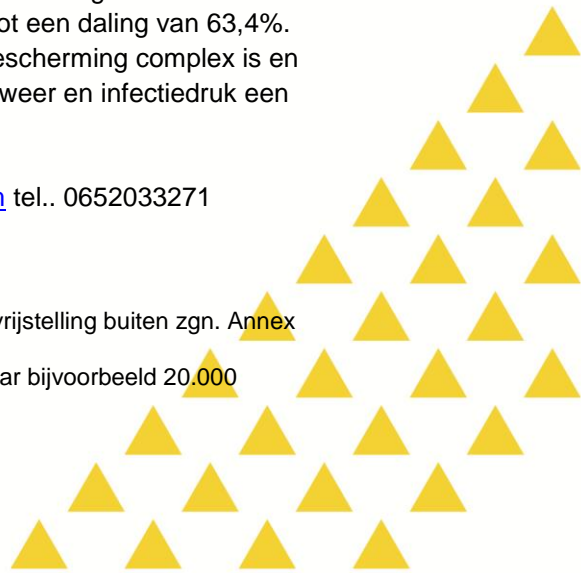 ot een daling van 63,4%.
escherming complex is en
weer en infectiedruk een
n tel.. 0652033271
vrijstelling buiten zgn. Annex
ar bijvoorbeeld 20.000